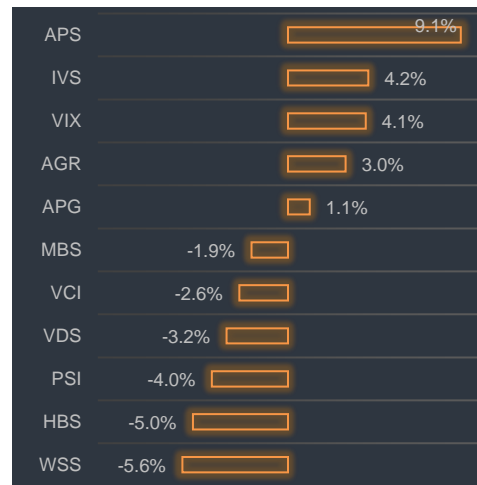 APS 9.1%
IVS 4.2%
VIX 4.1%
AGR 3.0%
APG 1.1%
MBS -1.9%
VCI -2.6%
VDS -3.2%
PSI -4.0%
HBS -5.0%
WSS -5.6%